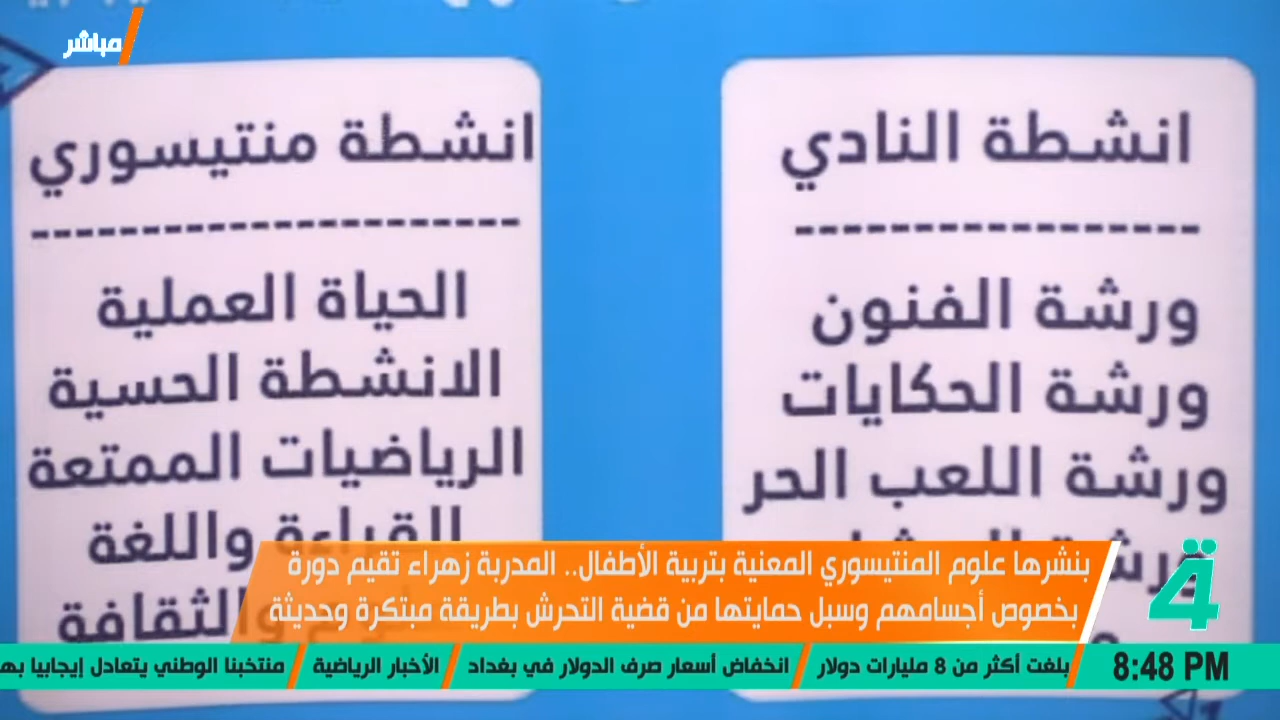 مباشر
انشطة النادي
ورشة الفنون
ورشة الحكايات
ورشة اللعب الحر
انشطة منتيسوري
الحياة العملية
الانشطة الحسية
الرياضيات الممتعة
القراءة واللغة
والثقافة
بنشرها علوم المنتيسوري المعنية بتربية الأطفال.. المدربة زهراء تقيم دورة
بخصوص أجسامهم وسبل حمايتها من قضية التحرش بطريقة مبتكرة وحديثة
4
8:48 PM
بلغت أكثر من 8 مليارات دولار / انخفاض أسعار صرف الدولار في بغداد / الأخبار الرياضية / منتخبنا الوطني يتعادل إيجابيا